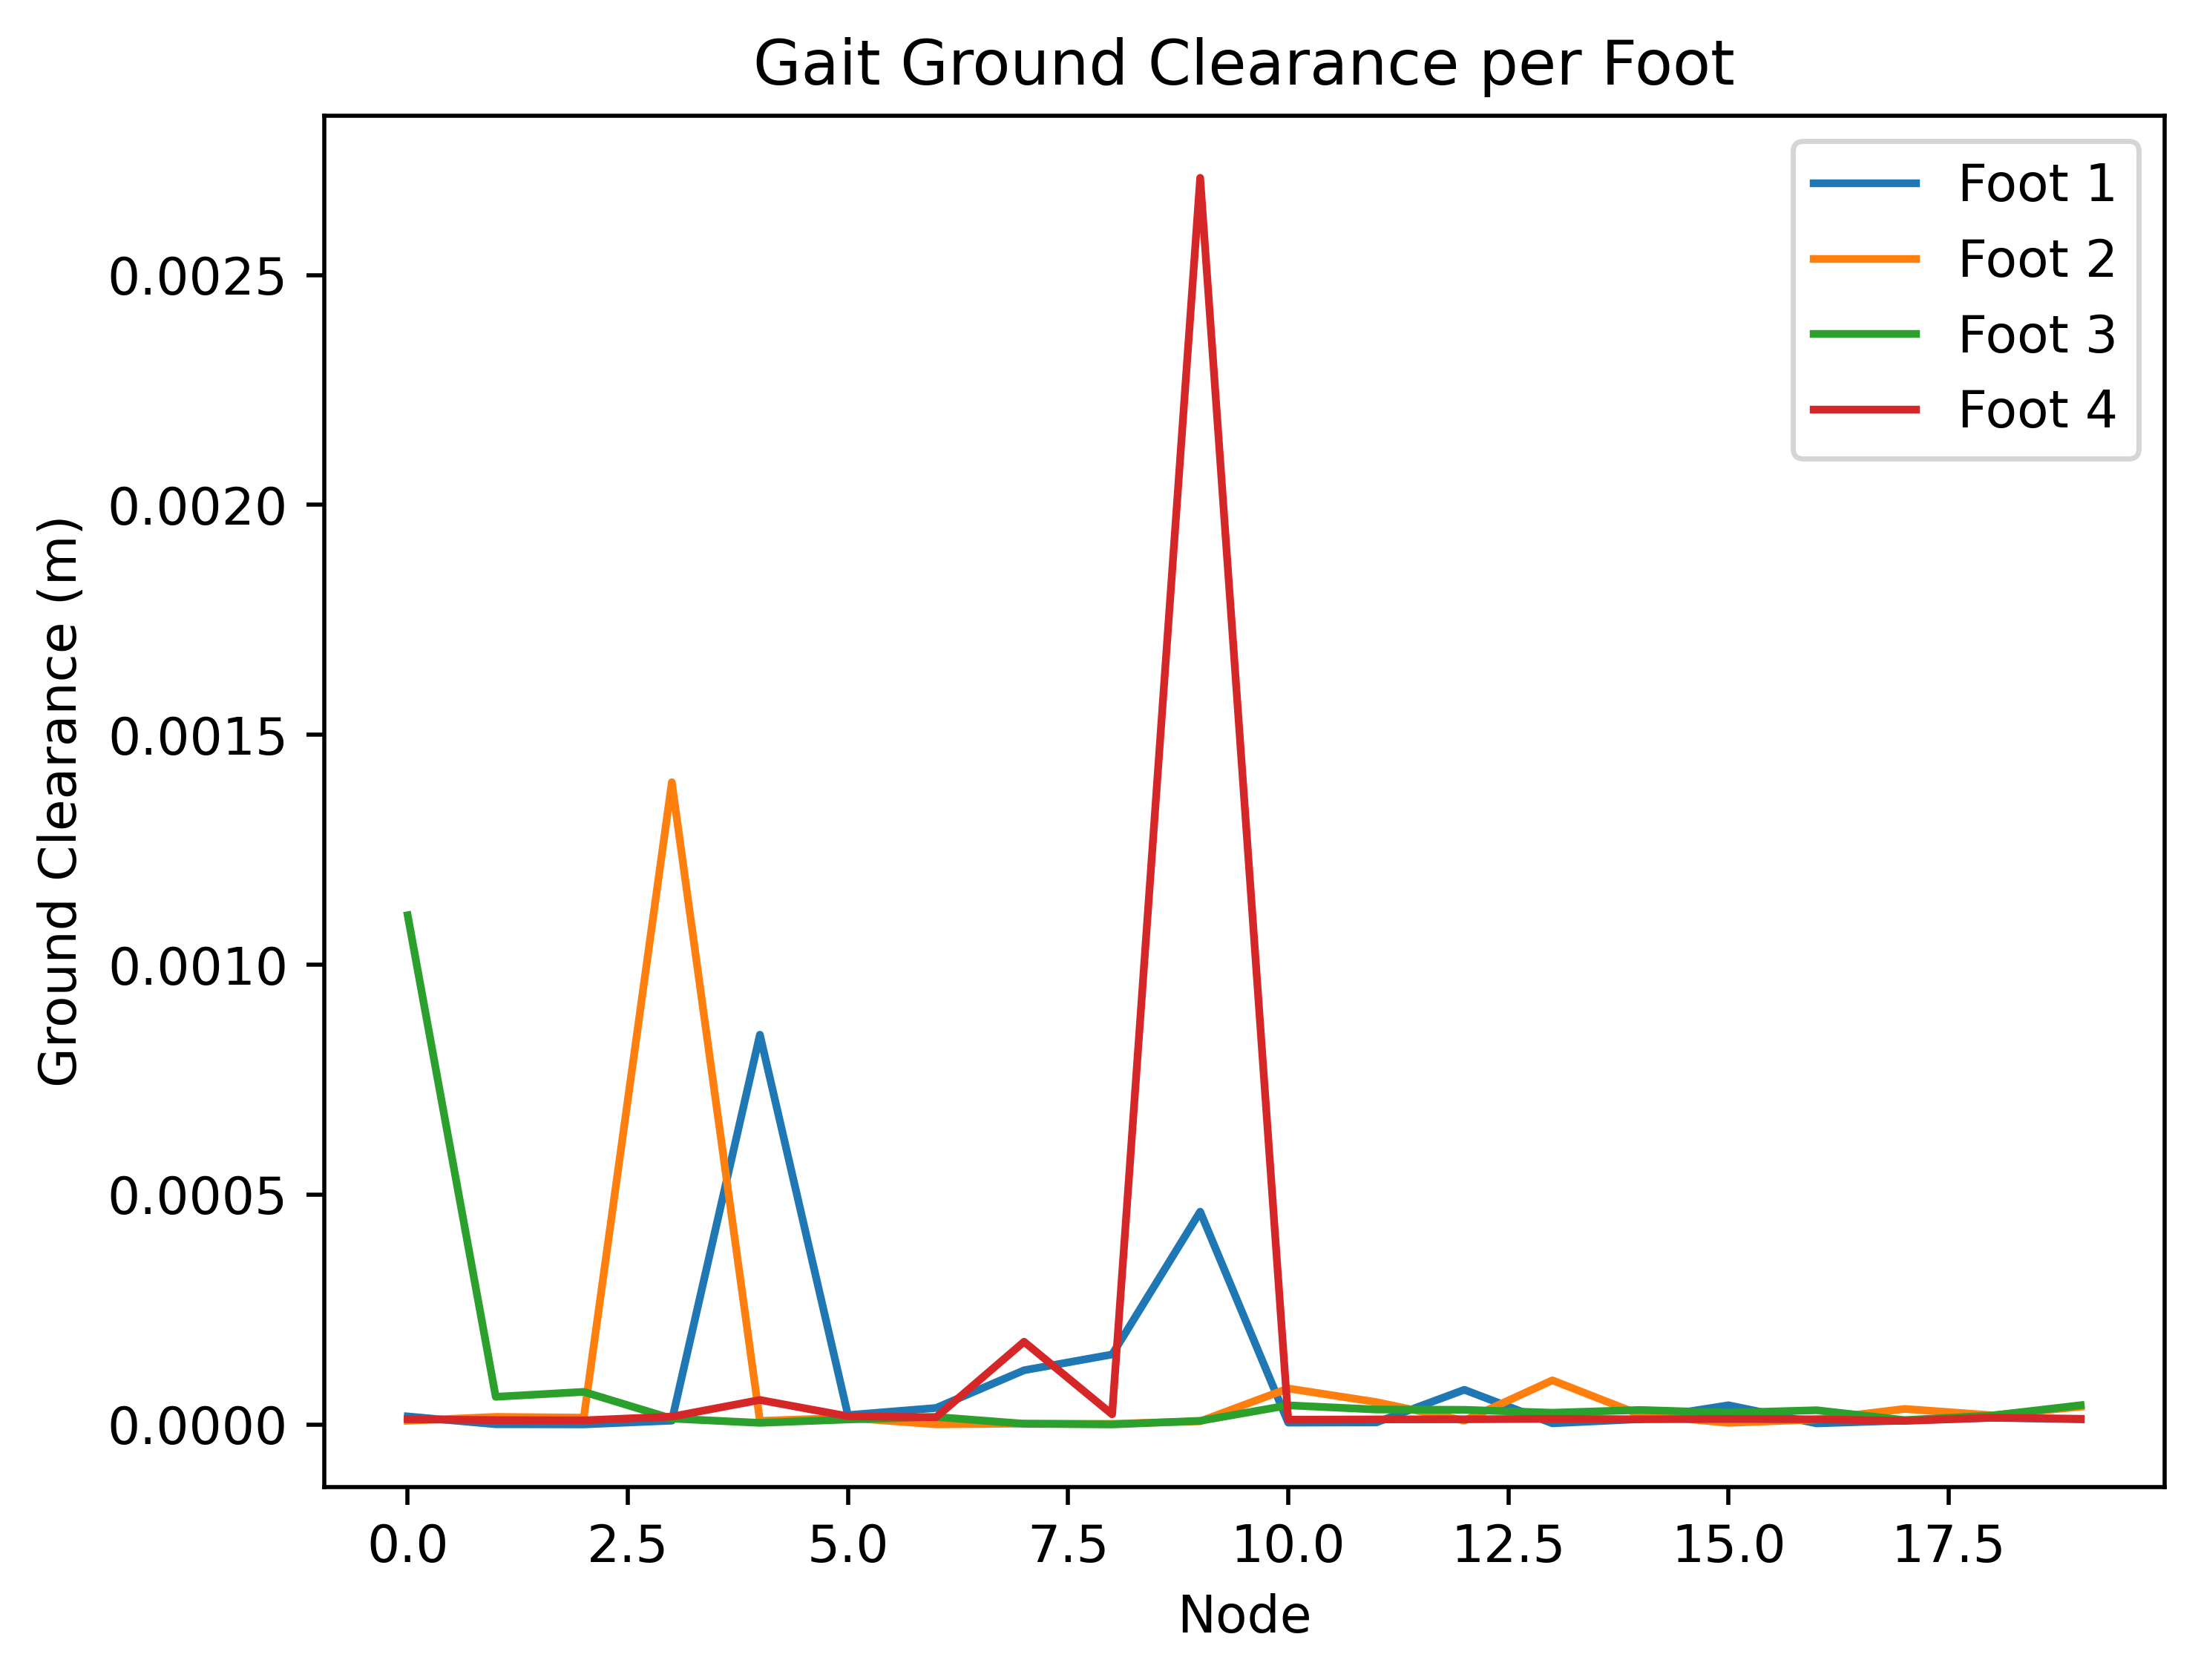 Gait Ground Clearance per Foot
Foot 1
Foot 2
Foot 3
Foot 4
Ground Clearance (m)
0.0025
0.0020
0.0015
0.0010
0.0005
0.0000
0.0 2.5 5.0 7.5 10.0 12.5 15.0 17.5
Node